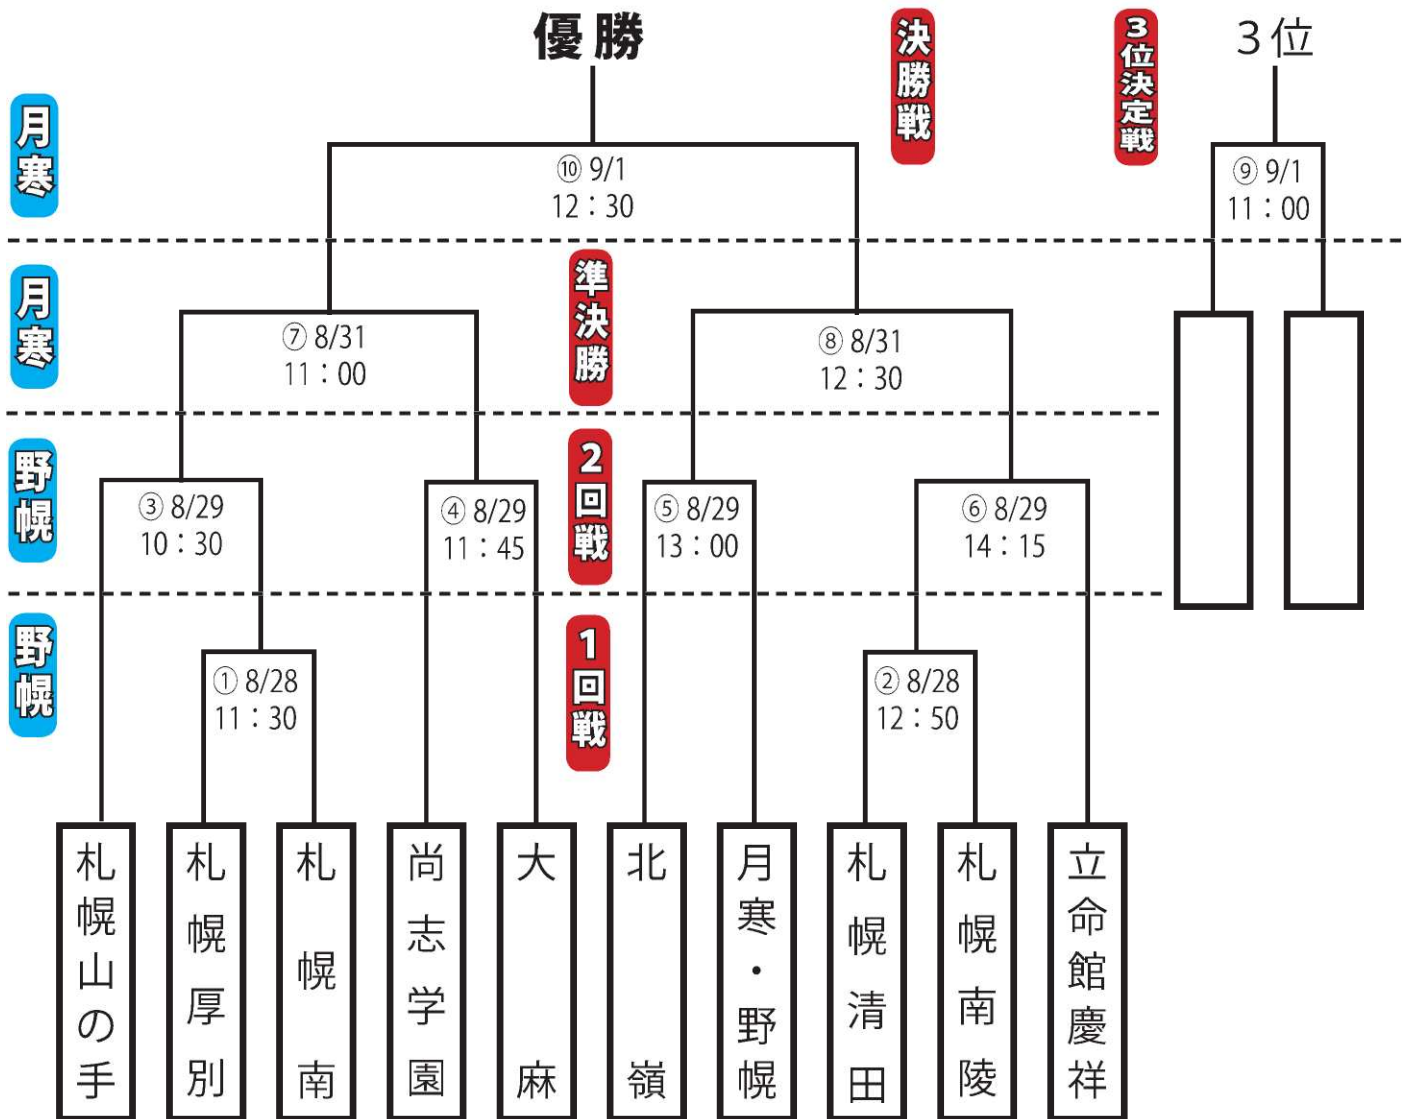 優勝
決勝戦
3位決定戦
3位
月寒
⑩ 9/1
12：30
⑨ 9/1
11：00
月寒
準決勝
⑦ 8/31
11：00
⑧ 8/31
12：30
野幌
2回戦
③ 8/29
10：30
④ 8/29
11：45
⑤ 8/29
13：00
⑥ 8/29
14：15
野幌
1回戦
① 8/28
11：30
② 8/28
12：50
札幌山の手
札幌厚別
札幌南
尚志学園
大麻
北嶺
月寒・野幌
札幌清田
札幌南陵
立命館慶祥